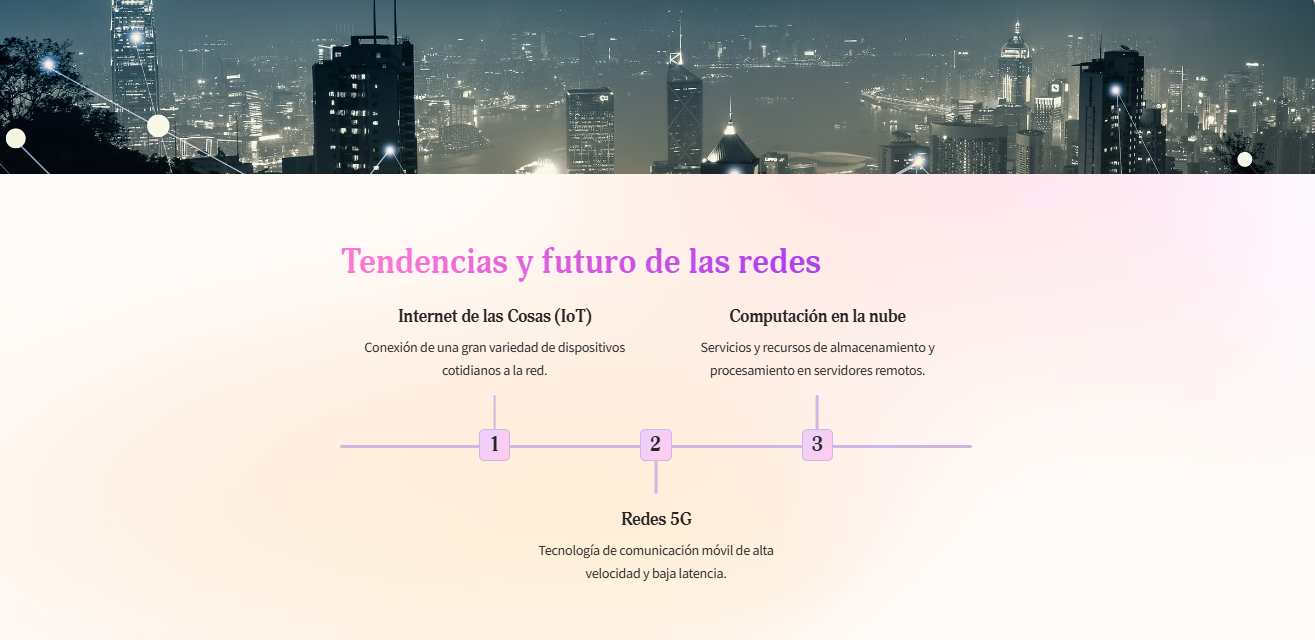 Tendencias y futuro de las redes
Internet de las Cosas (IoT)
Conexión de una gran variedad de dispositivos
cotidianos a la red.
Computación en la nube
Servicios y recursos de almacenamiento y
procesamiento en servidores remotos.
1
2
3
Redes 5G
Tecnología de comunicación móvil de alta
velocidad y baja latencia.